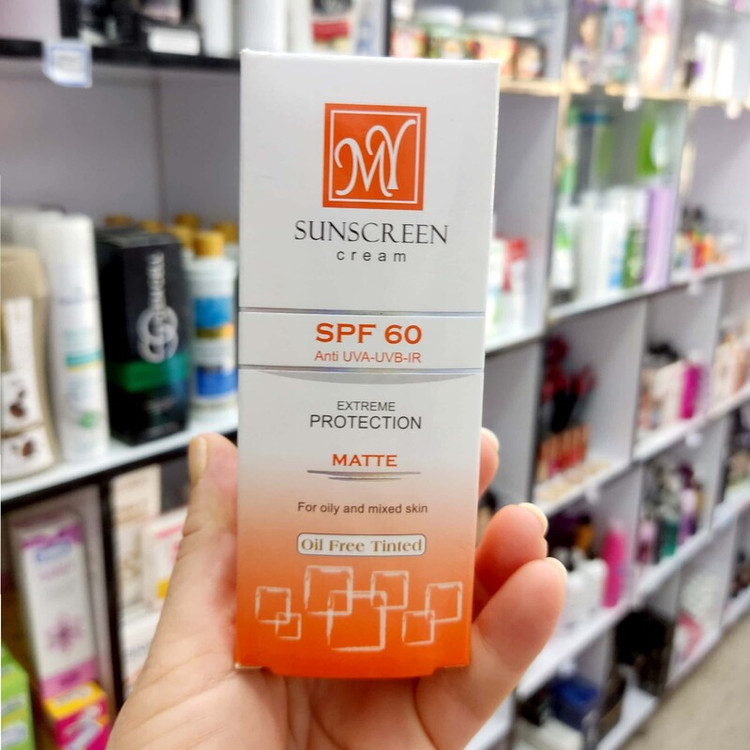 MY
SUNSCREEN
cream
SPF 60
Anti UVA-UVB-IR
EXTREME
PROTECTION
MATTE
For oily and mixed skin
Oil Free Tinted